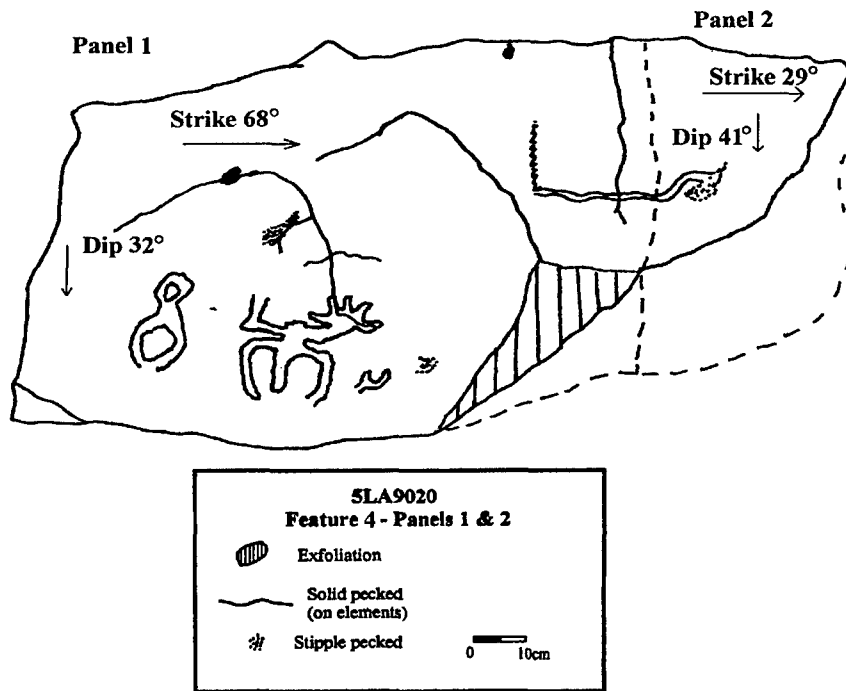 Panel 1
Panel 2
Strike 29°
Strike 68°
Dip 41°
Dip 32°
5LA9020
Feature 4 - Panels 1 & 2
Exfoliation
Solid pecked
(on elements)
Stipple pecked
0 10cm